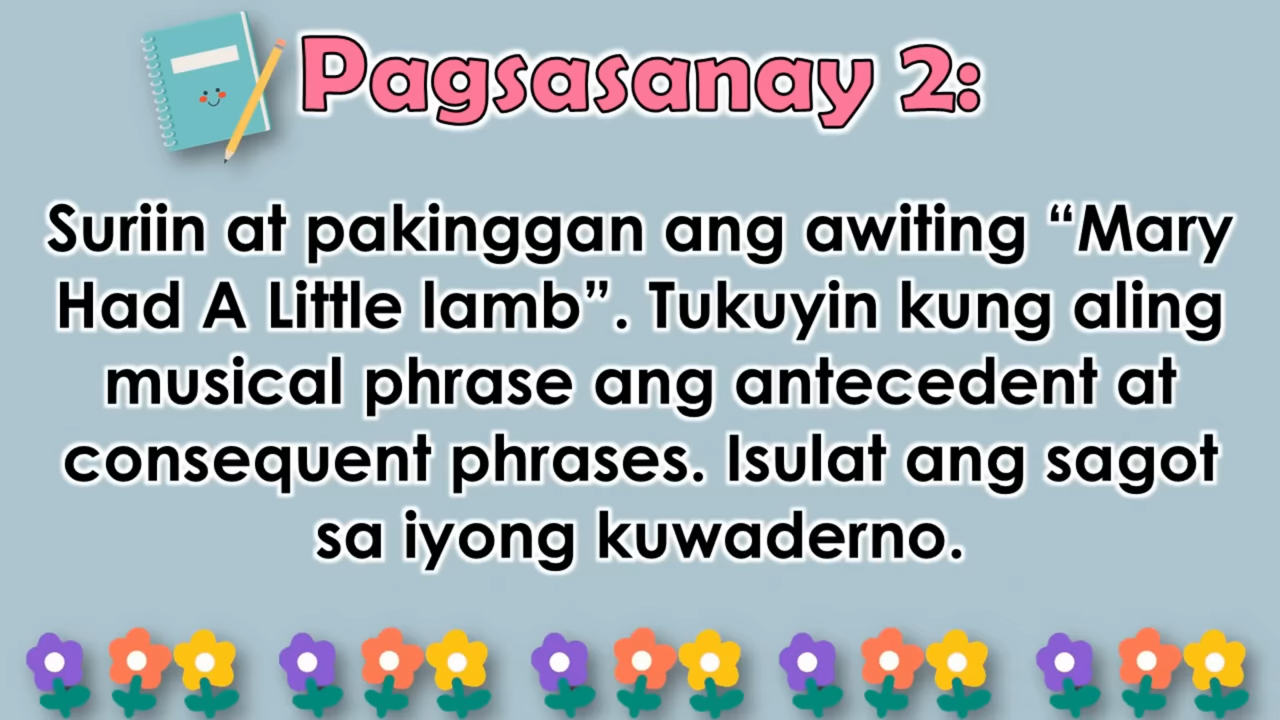 Pagsasanay 2:
Suriin at pakinggan ang awiting “Mary
Had A Little lamb”. Tukuyin kung aling
musical phrase ang antecedent at
consequent phrases. Isulat ang sagot
sa iyong kuwaderno.